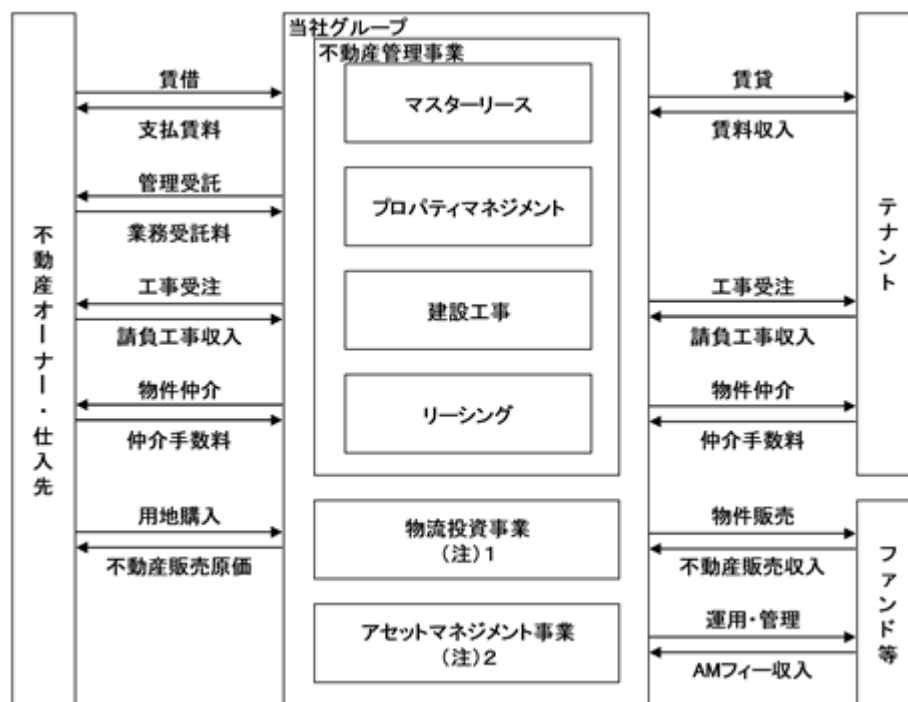 当社グループ
不動産管理事業
賃借
支払賃料
マスターリース
賃貸
賃料収入
管理受託
業務受託料
プロパティマネジメント
工事受注
請負工事収入
建設工事
工事受注
請負工事収入
物件仲介
仲介手数料
リーシング
物件仲介
仲介手数料
用地購入
不動産販売原価
物流投資事業
(注)1
物件販売
不動産販売収入
アセットマネジメント事業
(注)2
運用・管理
AMフィー収入
不動産オーナー・仕入先
テナント
ファンド等